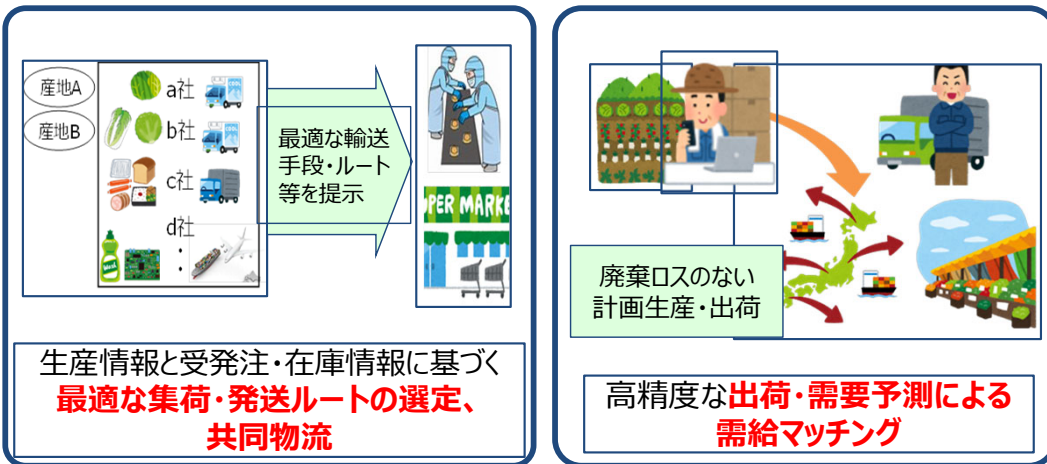 産地A
産地B
a社
b社
c社
d社
:
最適な輸送
手段・ルート
等を提示
COOL
COOL
UPER MARKE
生産情報と受発注・在庫情報に基づく
最適な集荷・発送ルートの選定、
共同物流
廃棄ロスのない
計画生産・出荷
高精度な出荷・需要予測による
需給マッチング